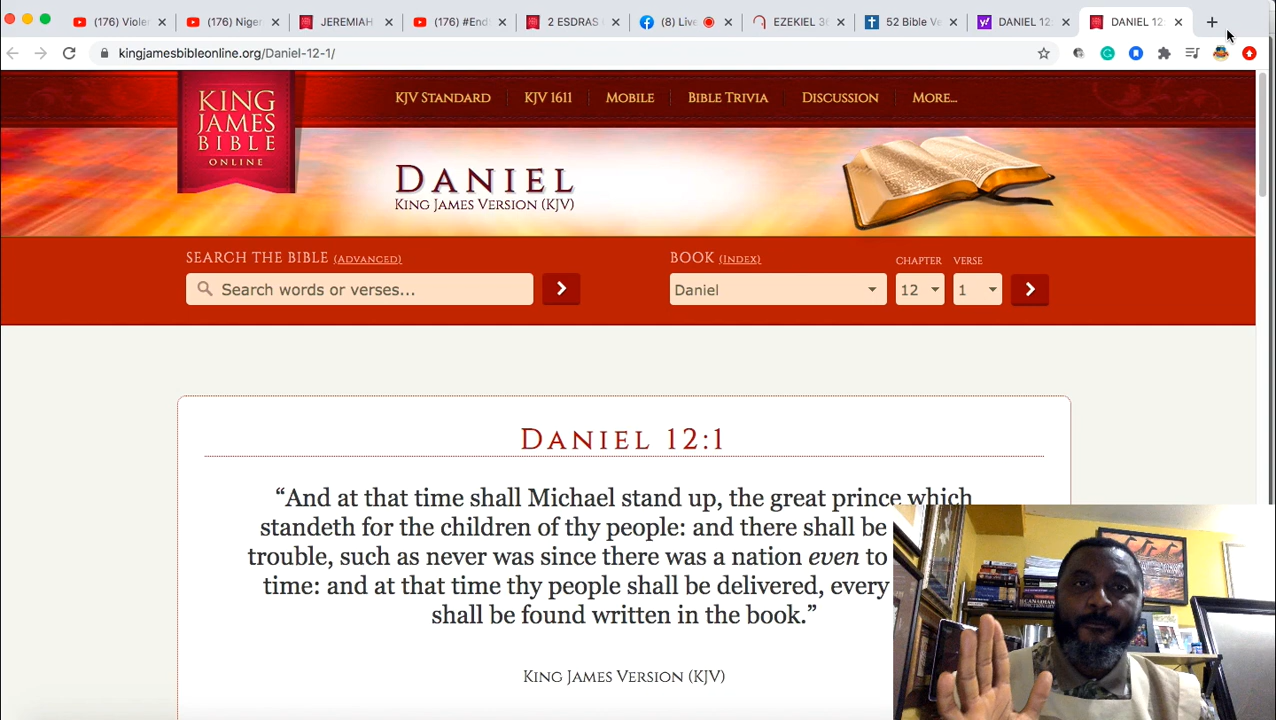 (176) Viole
(176) Niger
JEREMIAH
(176) #End
2 ESDRAS
(8) Live
EZEKIEL 36
52 Bible Ve
DANIEL 12:
DANIEL 12:
kingjamesbibleonline.org/Daniel-12-1/
KING
JAMES
BIBLE
ONLINE
KJV STANDARD
KJV 1611
MOBILE
BIBLE TRIVIA
DISCUSSION
MORE...
DANIEL
KING JAMES VERSION (KJV)
SEARCH THE BIBLE (ADVANCED)
Search words or verses...
BOOK (INDEX)
CHAPTER
VERSE
Daniel
12
1
DANIEL 12:1
“And at that time shall Michael stand up, the great prince which
standeth for the children of thy people: and there shall be
trouble, such as never was since there was a nation even to
time: and at that time thy people shall be delivered, every
shall be found written in the book.”
KING JAMES VERSION (KJV)